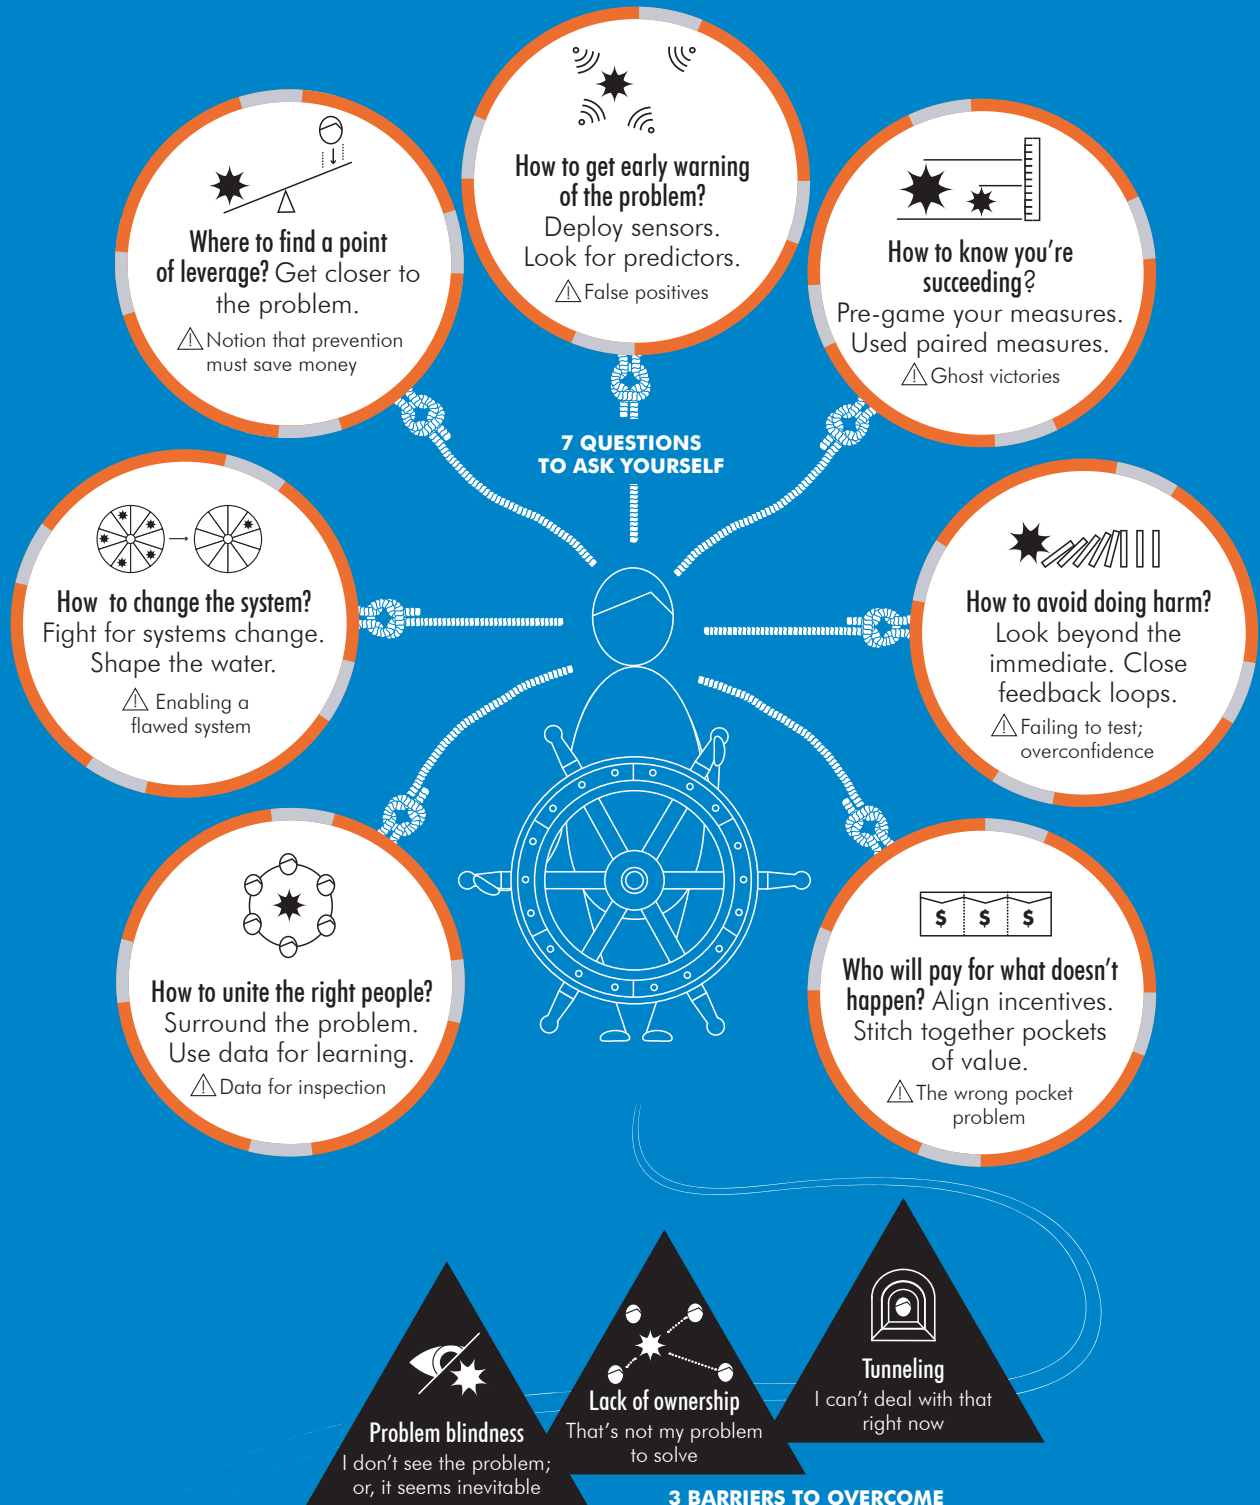 How to get early warning
of the problem?
Deploy sensors.
Look for predictors.
False positives
Where to find a point
of leverage? Get closer to
the problem.
Notion that prevention
must save money
How to know you're
succeeding?
Pre-game your measures.
Used paired measures.
Ghost victories
7 QUESTIONS
TO ASK YOURSELF
How to change the system?
Fight for systems change.
Shape the water.
Enabling a
flawed system
How to avoid doing harm?
Look beyond the
immediate. Close
feedback loops.
Failing to test;
overconfidence
How to unite the right people?
Surround the problem.
Use data for learning.
Data for inspection
$ $ $
Who will pay for what doesn't
happen? Align incentives.
Stitch together pockets
of value.
The wrong pocket
problem
Tunneling
I can't deal with that
right now
Lack of ownership
That's not my problem
to solve
Problem blindness
I don't see the problem;
or, it seems inevitable
3 BARRIERS TO OVERCOME